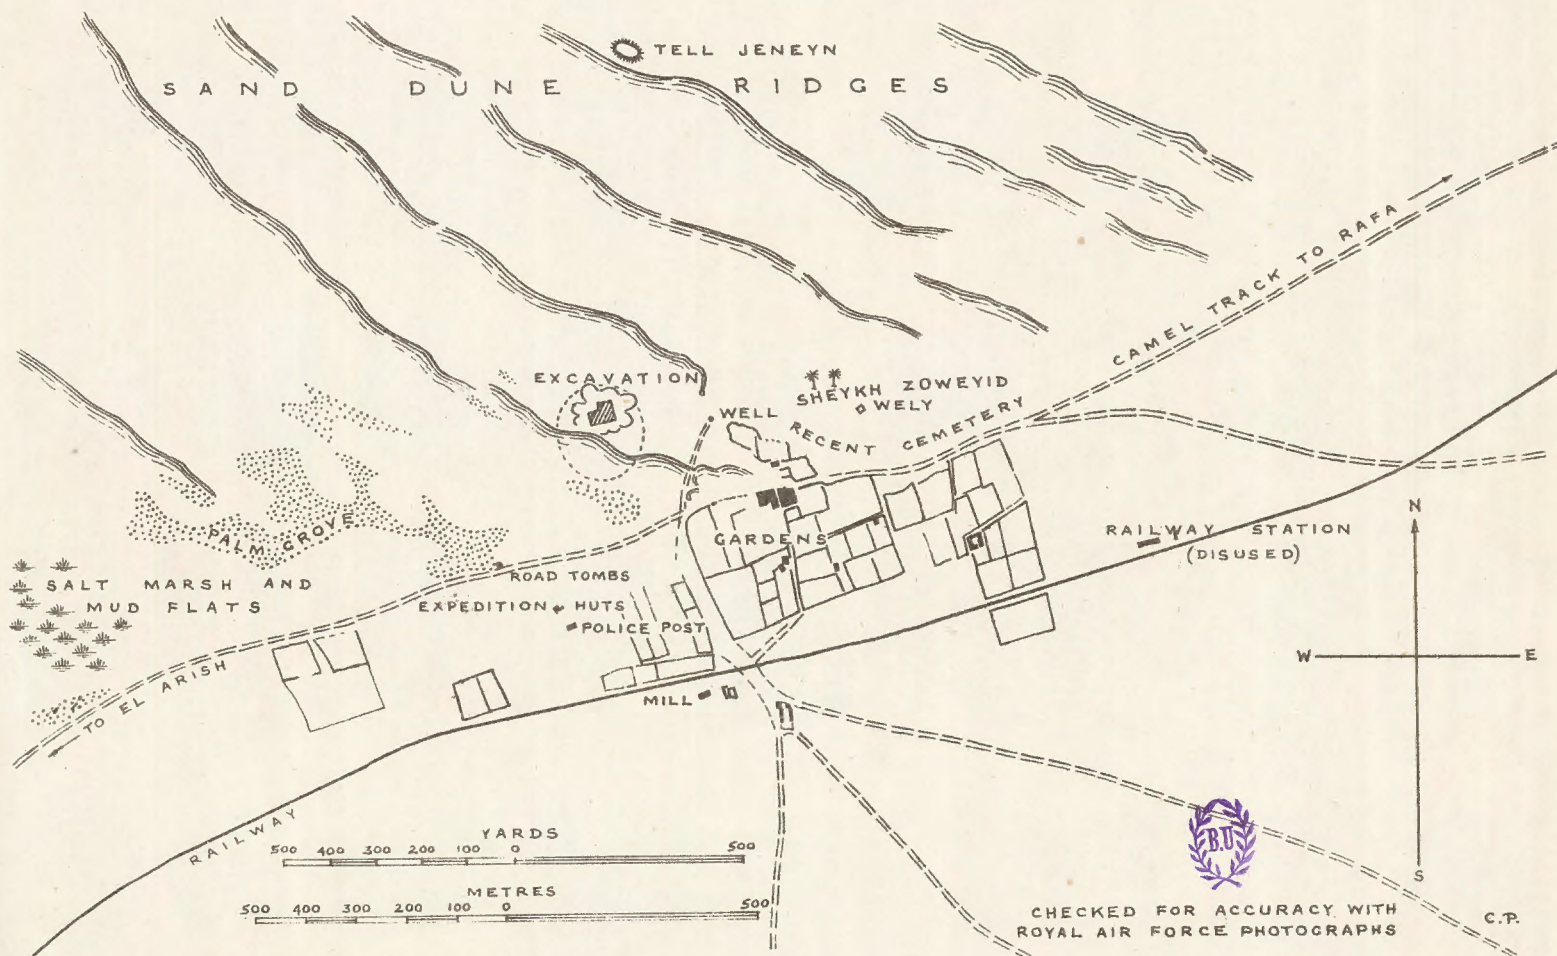 TELL JENEYN
SAND DUNE RIDGES
CAMEL TRACK TO RAFA
EXCAVATION
SHEYKH ZOWEYID
WELY
WELL
RECENT CEMETERY
PALM GROVE
GARDENS
RAILWAY STATION
(DISUSED)
N
ROAD TOMBS
SALT MARSH AND
MUD FLATS
EXPEDITION HUTS
POLICE POST
W E
TO EL ARISH
MILL
RAILWAY
YARDS
500 400 300 200 100 0 500
METRES
500 400 300 200 100 0 500
B.U
S
CHECKED FOR ACCURACY WITH
ROYAL AIR FORCE PHOTOGRAPHS
C.P.